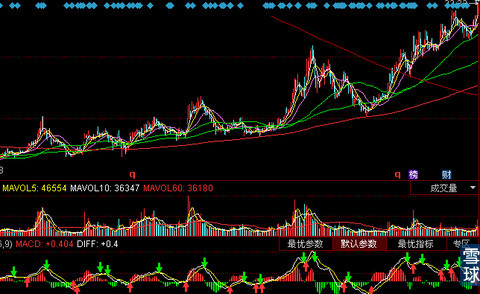 q q 榜 财
MAVOL5: 46554 MAVOL10: 36347 MAVOL60: 36180 成交量
6,9) MACD: +0.404 DIFF: +0.4 最优参数 默认参数 最优指标 专区
雪球